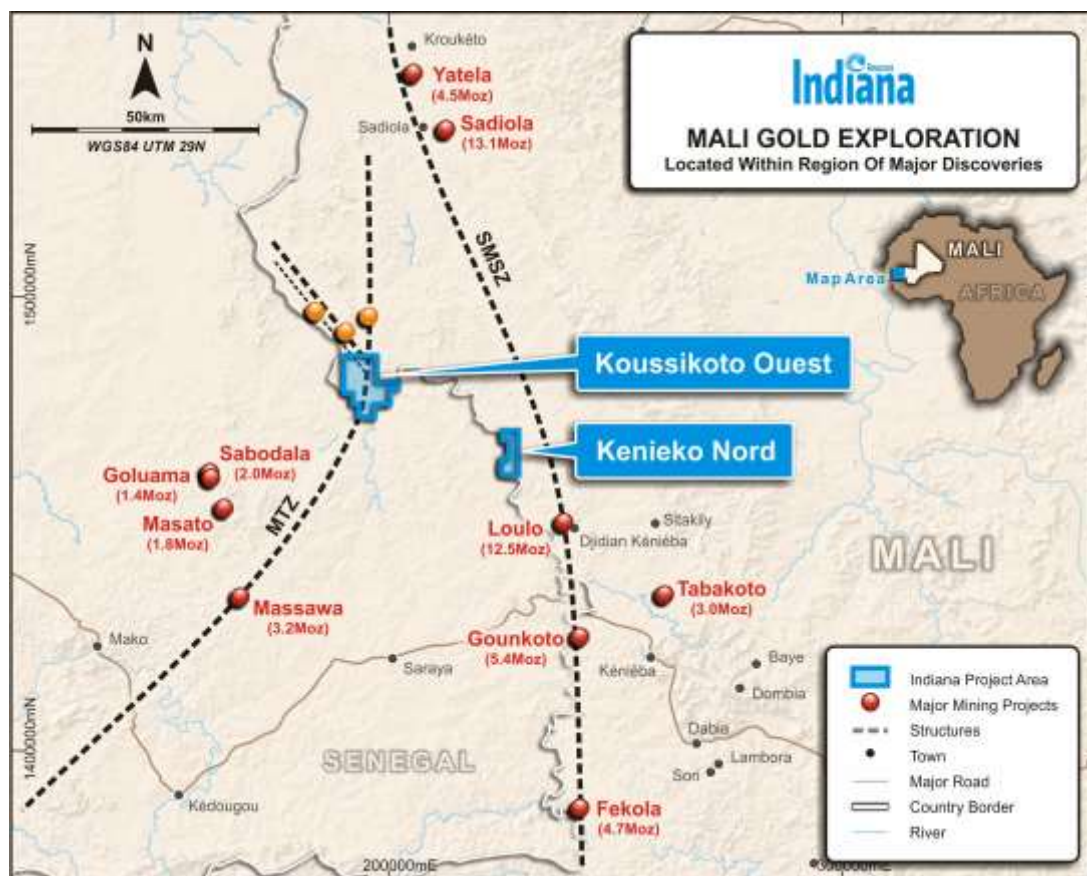 N
50km
WGS84 UTM 29N
Kroukéto
Yatela
(4.5Moz)
Sadiola
Sadiola
(13.1Moz)
Indiana
MALI GOLD EXPLORATION
Located Within Region Of Major Discoveries
MALI
Map Area
AFRICA
SMSZ
1500000mN
Koussikoto Ouest
Kenieko Nord
Sabodala
(2.0Moz)
Goluama
(1.4Moz)
Masato
(1.8Moz)
MTZ
Loulo
(12.5Moz)
Sitakily
Djidian Kéniéba
MALI
Tabakoto
(3.0Moz)
Massawa
(3.2Moz)
Mako
Gounkoto
(5.4Moz)
Saraya
Kéniéba
Baye
Dombia
Dabia
Lambora
Sori
1400000mN
SENEGAL
Kédougou
Fekola
(4.7Moz)
200000mE
Indiana Project Area
Major Mining Projects
Structures
Town
Major Road
Country Border
River